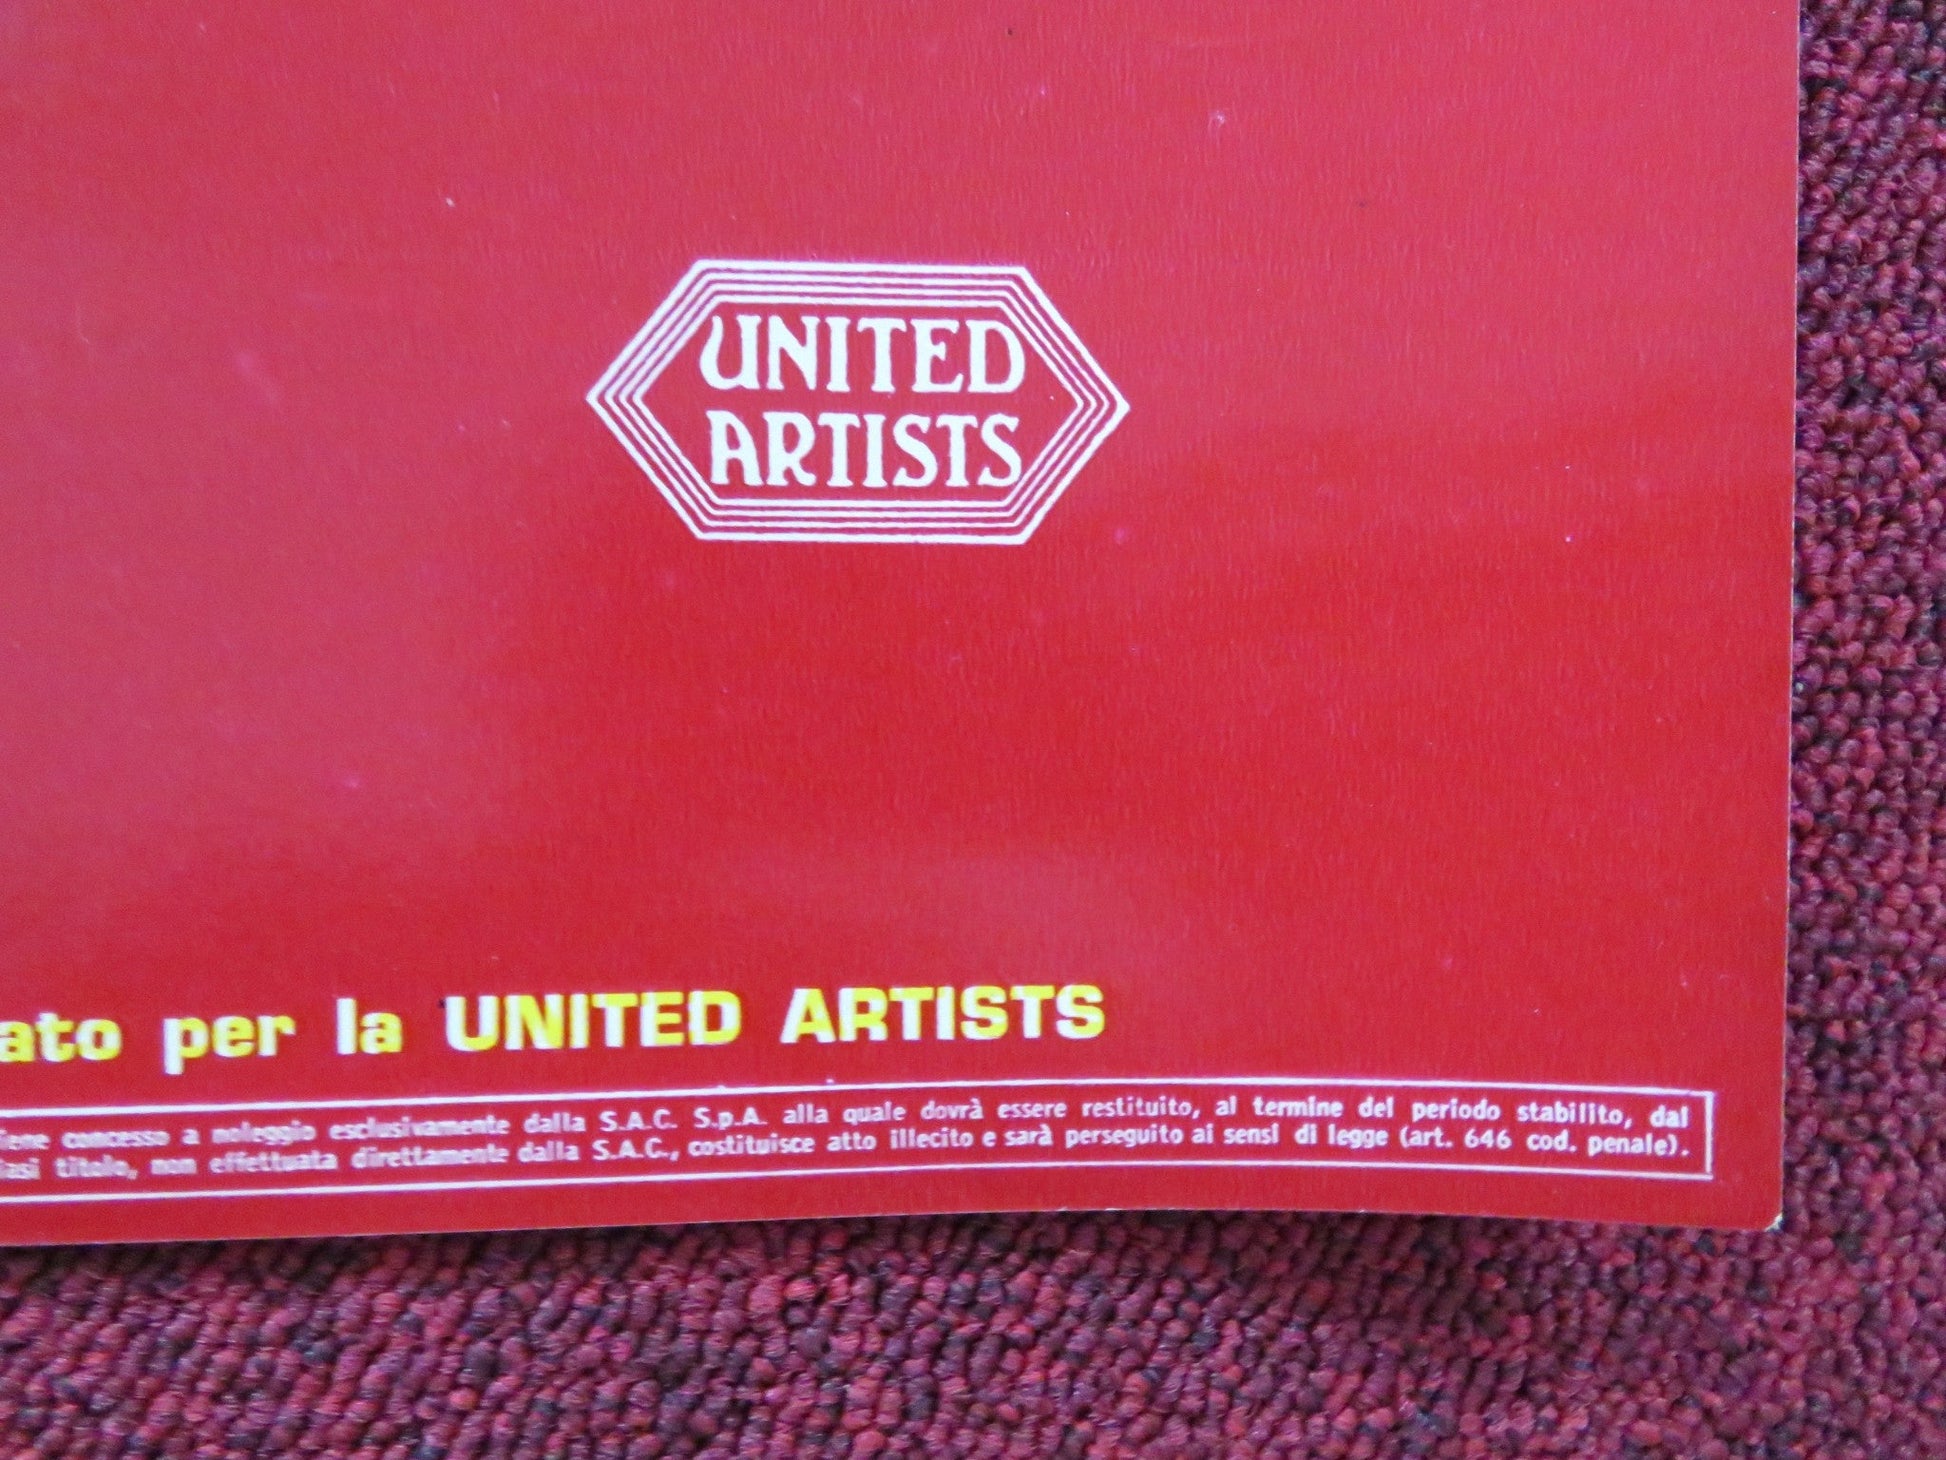 UNITED
ARTISTS
ato per la UNITED ARTISTS
iene concesso a noleggio esclusivamente dalla S.A.C. S.p.A. alla quale dovrà essere restituito, al termine del periodo stabilito, dal
iasi titolo, non effettuata direttamente dalla S.A.C., costituisce atto illecito e sarà perseguito ai sensi di legge (art. 646 cod. penale).